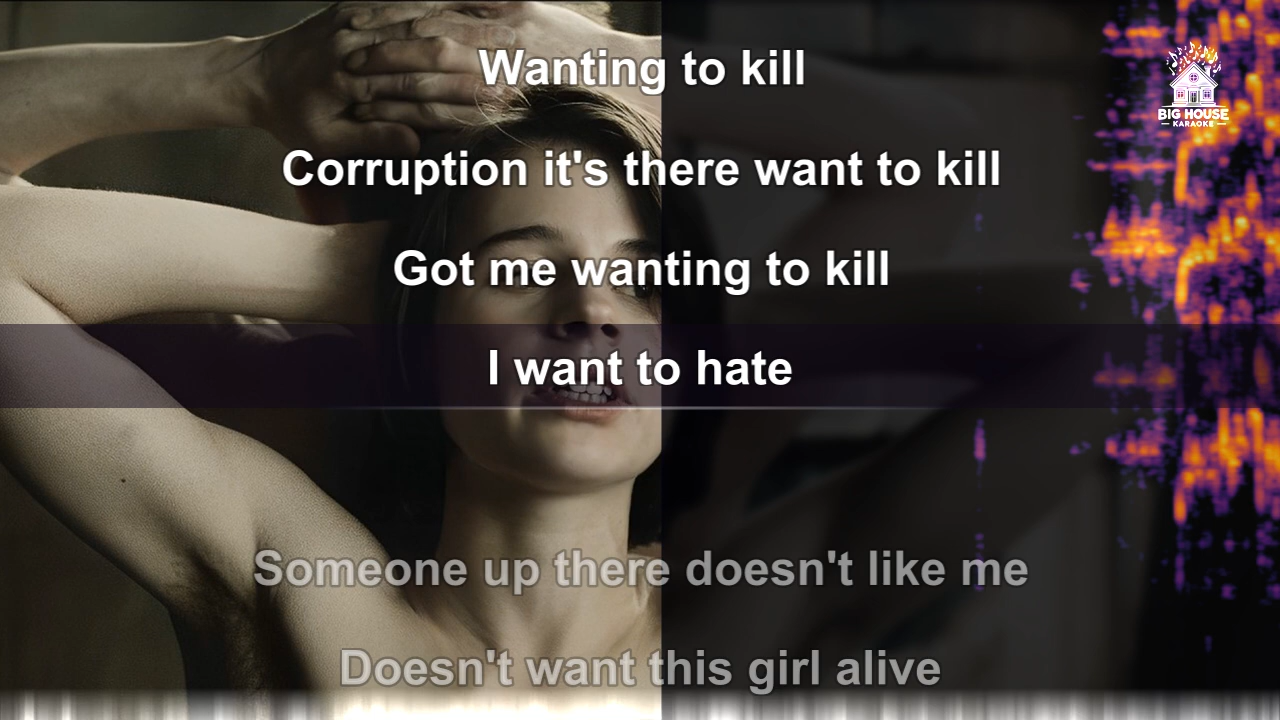 Wanting to kill
BIG HOUSE
KARAOKE
Corruption it's there want to kill
Got me wanting to kill
I want to hate
Someone up there doesn't like me
Doesn't want this girl alive